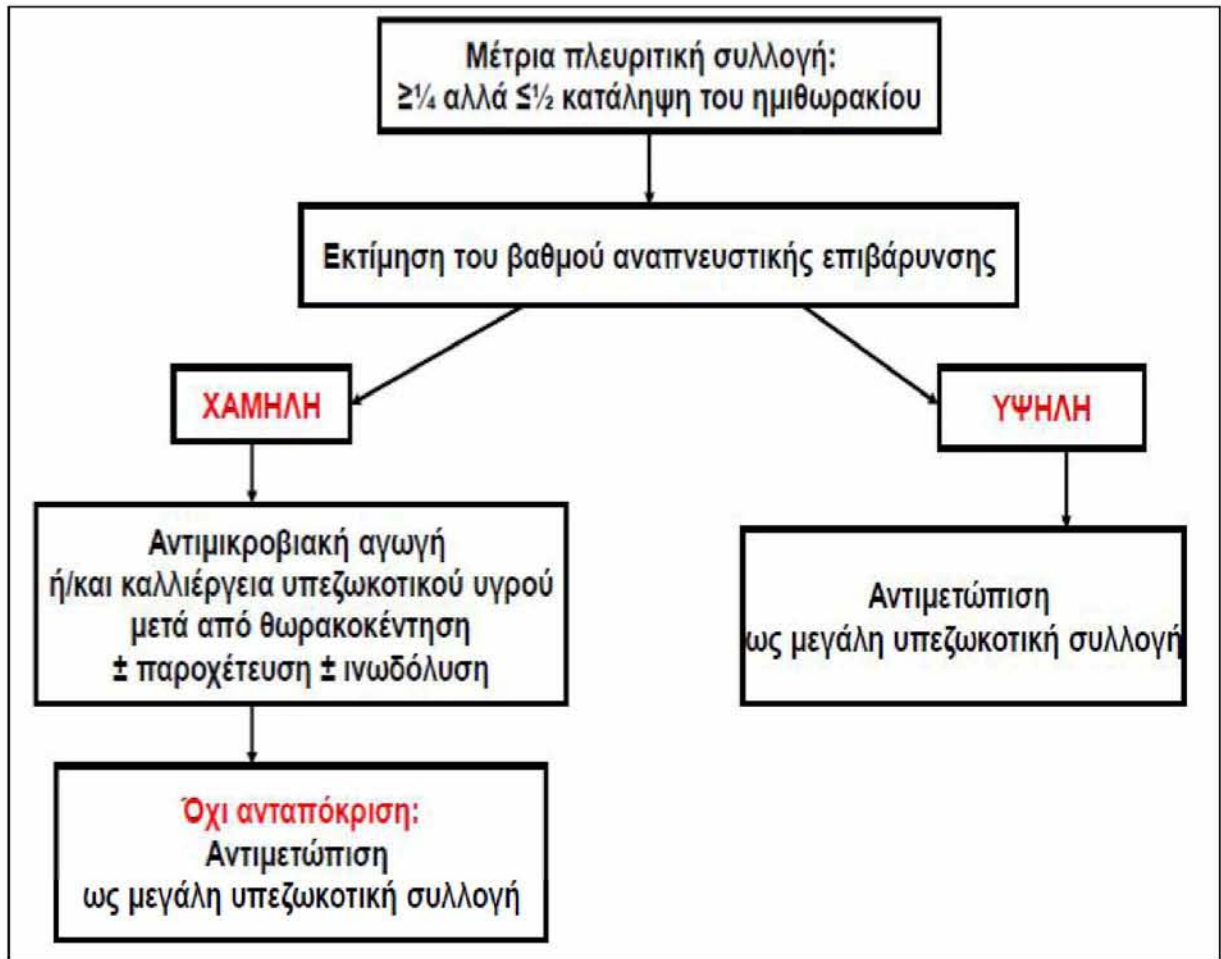 Μέτρια πλευριτική συλλογή:
≥¼ αλλά ≤½ κατάληψη του ημιθωρακίου
Εκτίμηση του βαθμού αναπνευστικής επιβάρυνσης
ΧΑΜΗΛΗ
ΥΨΗΛΗ
Αντιμικροβιακή αγωγή
ή/και καλλιέργεια υπεζωκοτικού υγρού
μετά από θωρακοκέντηση
± παροχέτευση ± ινωδόλυση
Αντιμετώπιση
ως μεγάλη υπεζωκοτική συλλογή
Όχι ανταπόκριση:
Αντιμετώπιση
ως μεγάλη υπεζωκοτική συλλογή